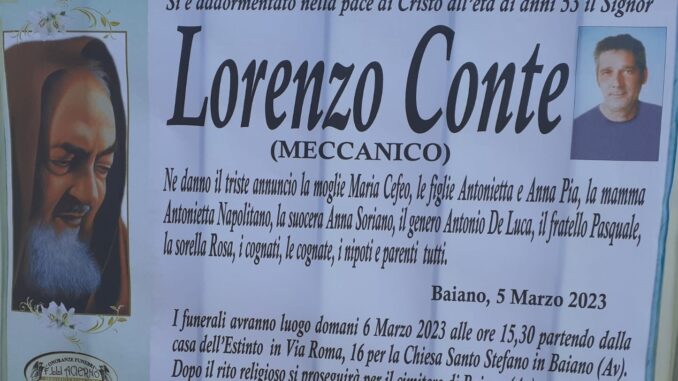 Si è addormentato nella pace di Cristo all'età di anni 53 il Signor
Lorenzo Conte
(MECCANICO)
Ne danno il triste annuncio la moglie Maria Cefeo, le figlie Antonietta e Anna Pia, la mamma
Antonietta Napolitano, la suocera Anna Soriano, il genero Antonio De Luca, il fratello Pasquale,
la sorella Rosa, i cognati, le cognate, i nipoti e parenti tutti.
Baiano, 5 Marzo 2023
I funerali avranno luogo domani 6 Marzo 2023 alle ore 15,30 partendo dalla
casa dell'Estinto in Via Roma, 16 per la Chiesa Santo Stefano in Baiano (Av).
Dopo il rito religioso si proseguirà per il cimitero di
ONORANZE FUNEBRI
F.lli ACIERNO